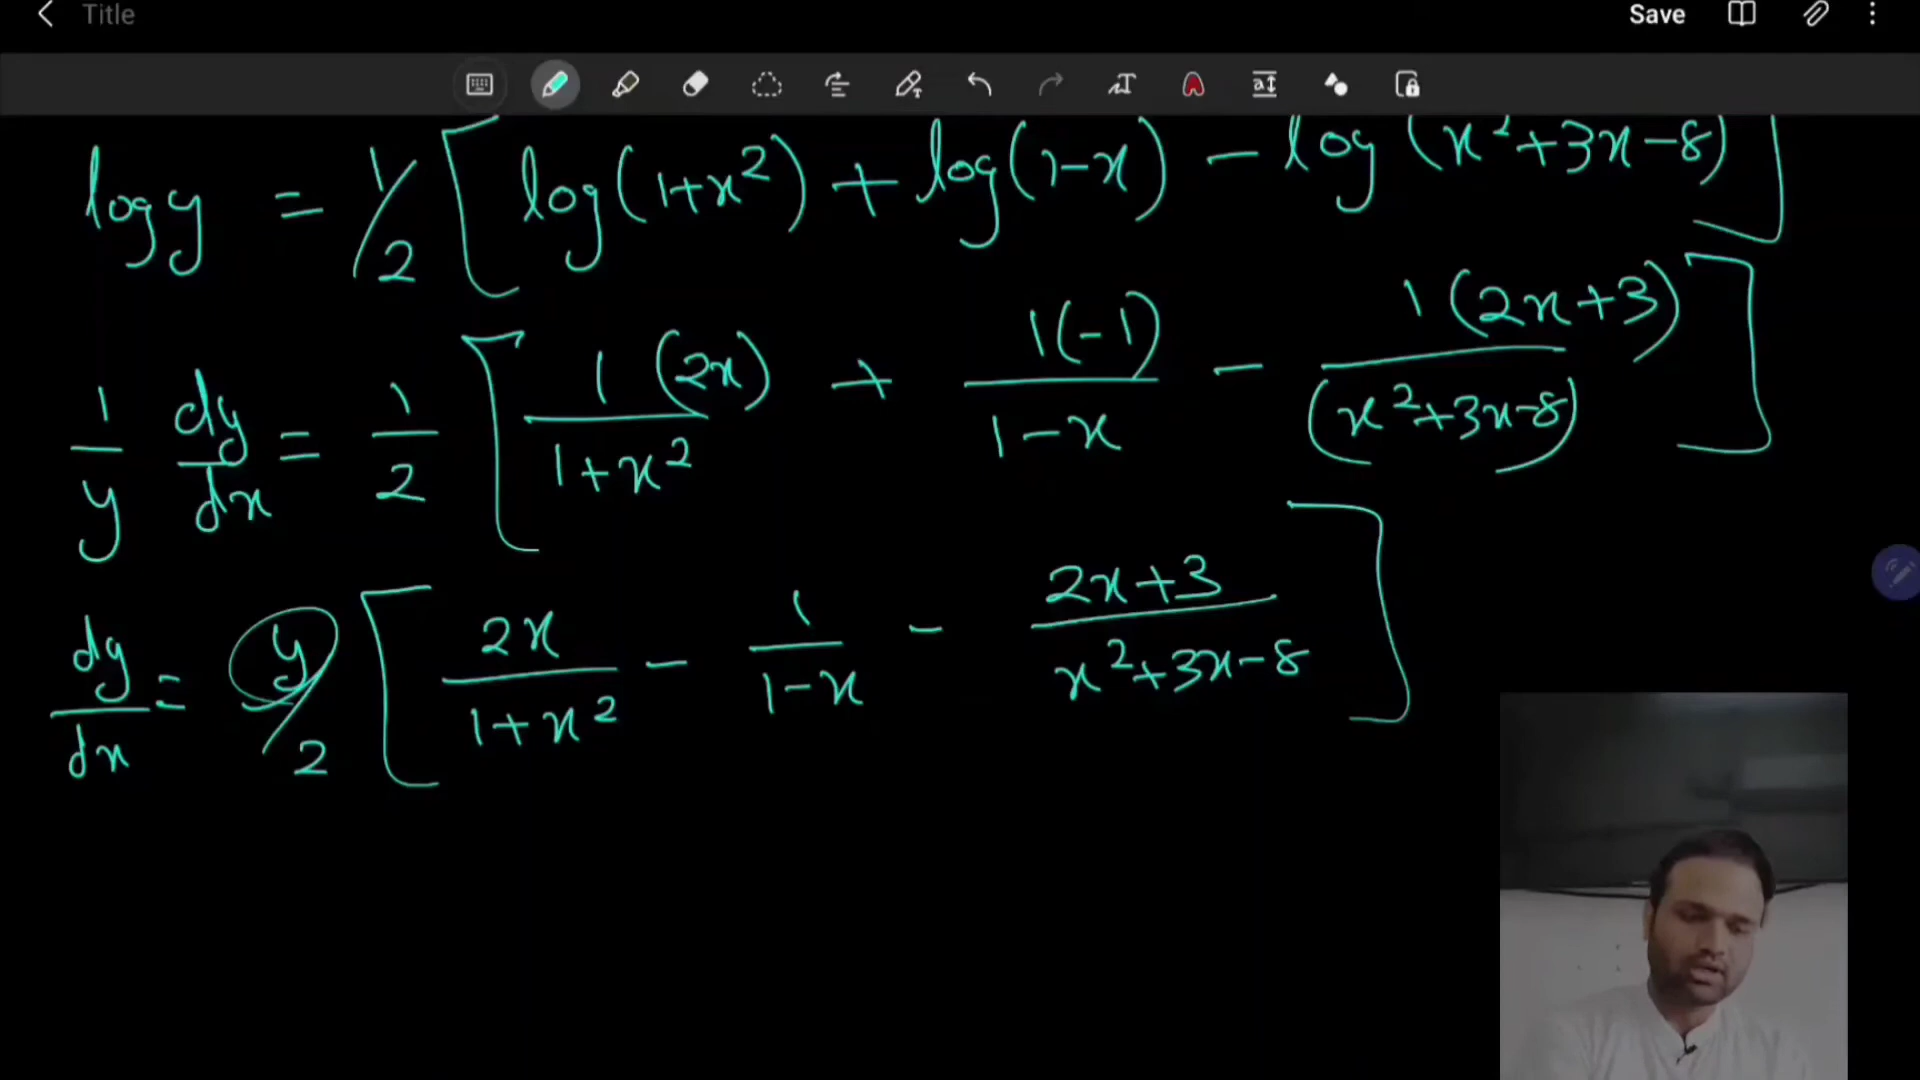 Title
Save
log y = 1/2 [ log(1+x²) + log(1-x) - log(x²+3x-8) ]
1/y dy/dx = 1/2 [ 1(2x)/1+x² + 1(-1)/1-x - 1(2x+3)/(x²+3x-8) ]
dy/dx = y/2 [ 2x/1+x² - 1/1-x - 2x+3/x²+3x-8 ]